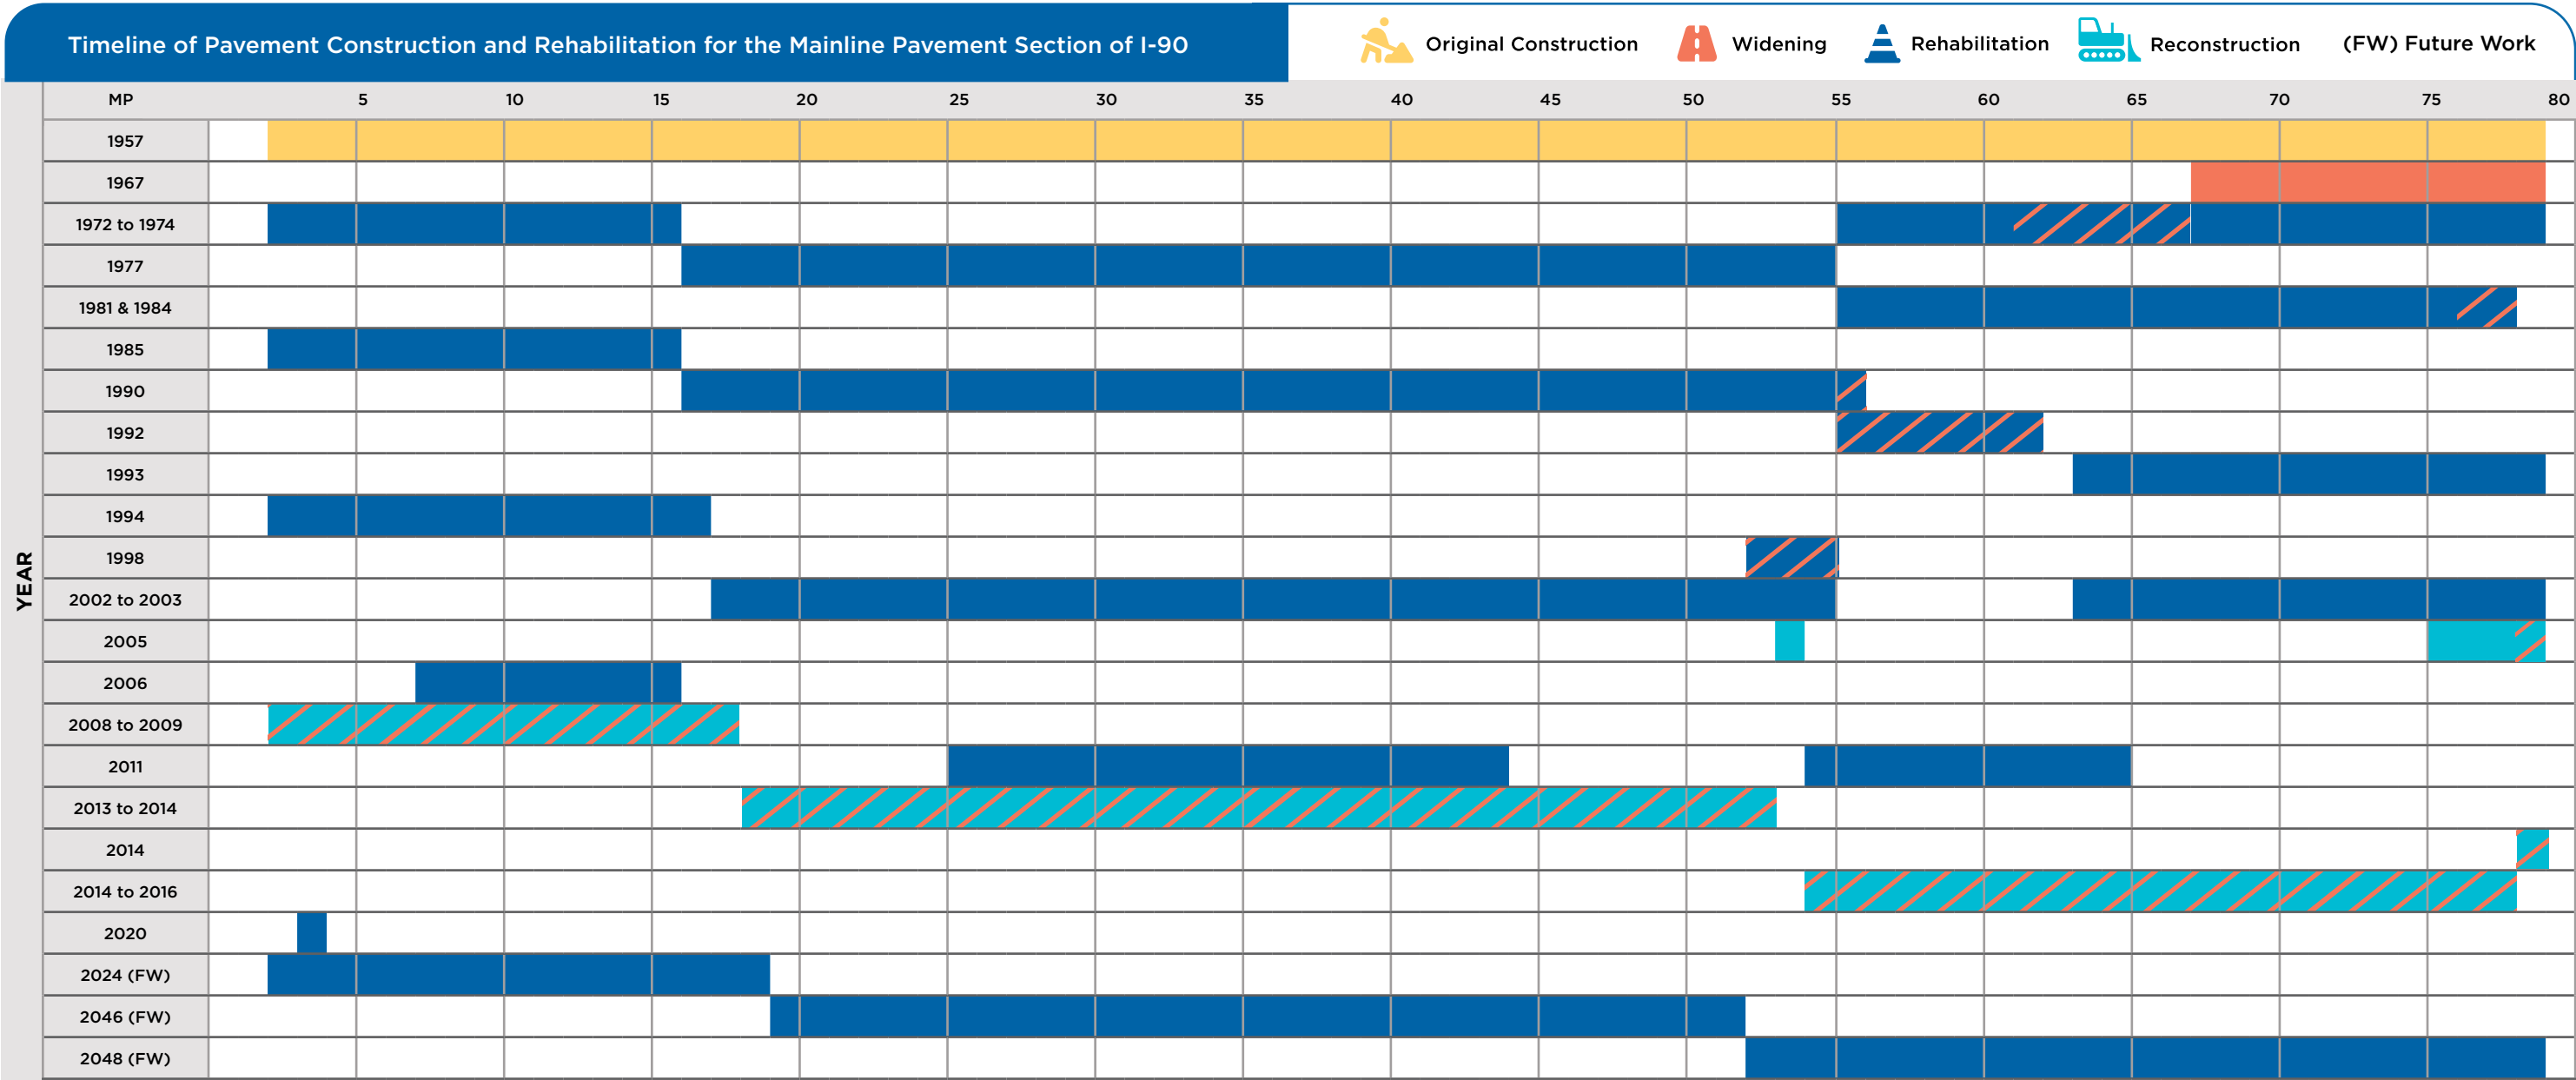 Timeline of Pavement Construction and Rehabilitation for the Mainline Pavement Section of I-90
Original Construction Widening Rehabilitation Reconstruction (FW) Future Work
MP 5 10 15 20 25 30 35 40 45 50 55 60 65 70 75 80
YEAR
1957
1967
1972 to 1974
1977
1981 & 1984
1985
1990
1992
1993
1994
1998
2002 to 2003
2005
2006
2008 to 2009
2011
2013 to 2014
2014
2014 to 2016
2020
2024 (FW)
2046 (FW)
2048 (FW)